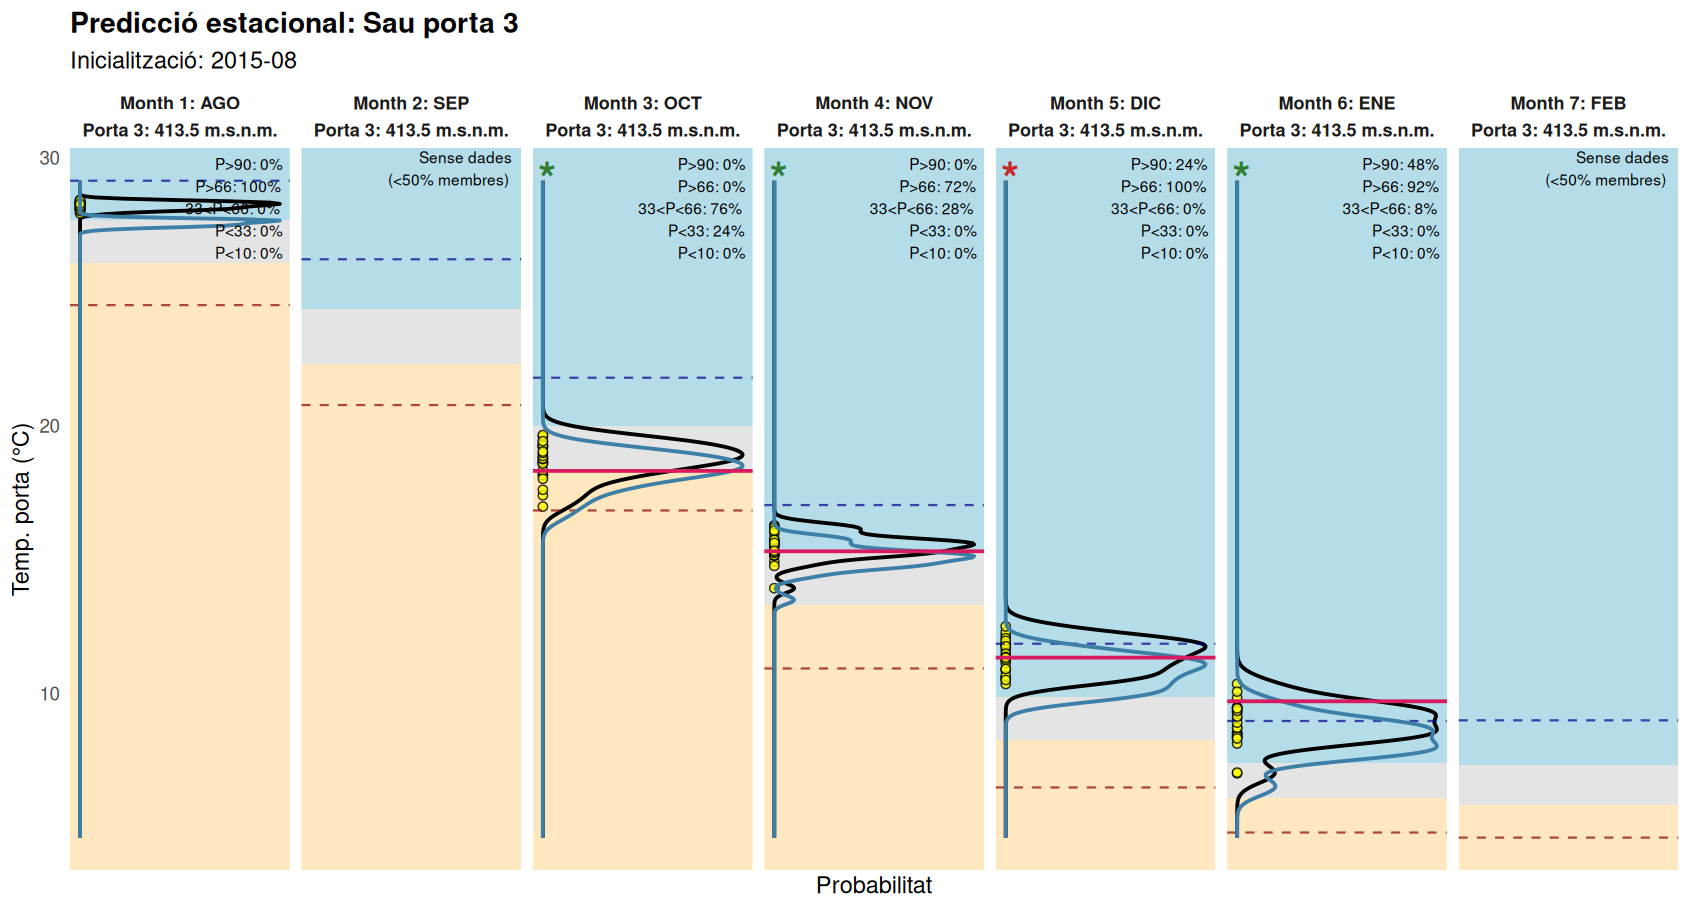 Predicció estacional: Sau porta 3
Inicialització: 2015-08
Month 1: AGO
Porta 3: 413.5 m.s.n.m.
Month 2: SEP
Porta 3: 413.5 m.s.n.m.
Month 3: OCT
Porta 3: 413.5 m.s.n.m.
Month 4: NOV
Porta 3: 413.5 m.s.n.m.
Month 5: DIC
Porta 3: 413.5 m.s.n.m.
Month 6: ENE
Porta 3: 413.5 m.s.n.m.
Month 7: FEB
Porta 3: 413.5 m.s.n.m.
P>90: 0%
P>66: 100%
33<P<66: 0%
P<33: 0%
P<10: 0%
Sense dades
(<50% membres)
*
P>90: 0%
P>66: 0%
33<P<66: 76%
P<33: 24%
P<10: 0%
*
P>90: 0%
P>66: 72%
33<P<66: 28%
P<33: 0%
P<10: 0%
*
P>90: 24%
P>66: 100%
33<P<66: 0%
P<33: 0%
P<10: 0%
*
P>90: 48%
P>66: 92%
33<P<66: 8%
P<33: 0%
P<10: 0%
Sense dades
(<50% membres)
30
20
10
Temp. porta (°C)
Probabilitat